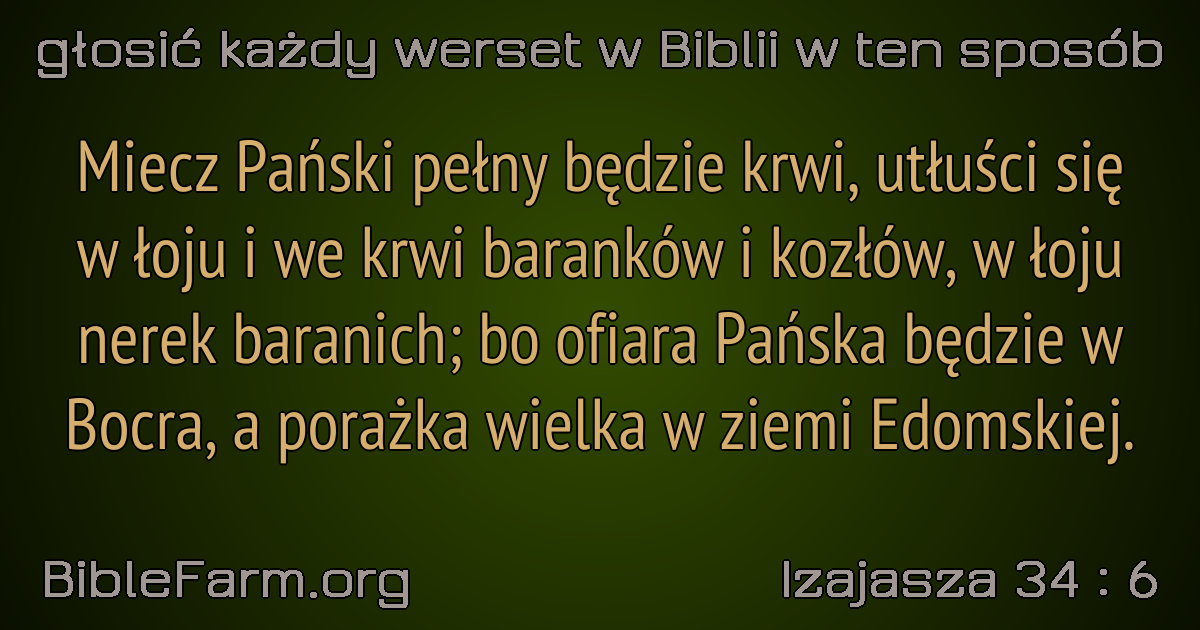 głosić każdy werset w Biblii w ten sposób
Miecz Pański pełny będzie krwi, utłuści się
w łoju i we krwi baranków i kozłów, w łoju
nerek baranich; bo ofiara Pańska będzie w
Bocra, a porażka wielka w ziemi Edomskiej.
BibleFarm.org
Izajasza 34 : 6